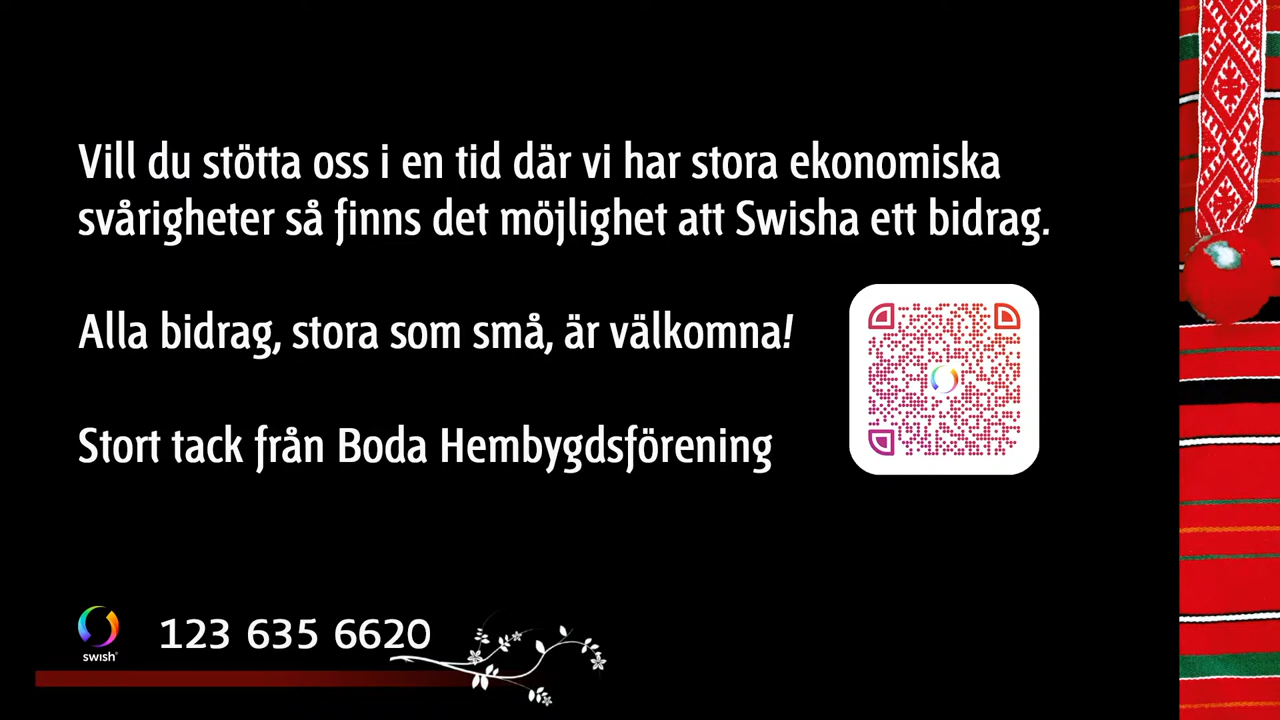 Vill du stötta oss i en tid där vi har stora ekonomiska
svårigheter så finns det möjlighet att Swisha ett bidrag.
Alla bidrag, stora som små, är välkomna!
Stort tack från Boda Hembygdsförening
123 635 6620
swish®